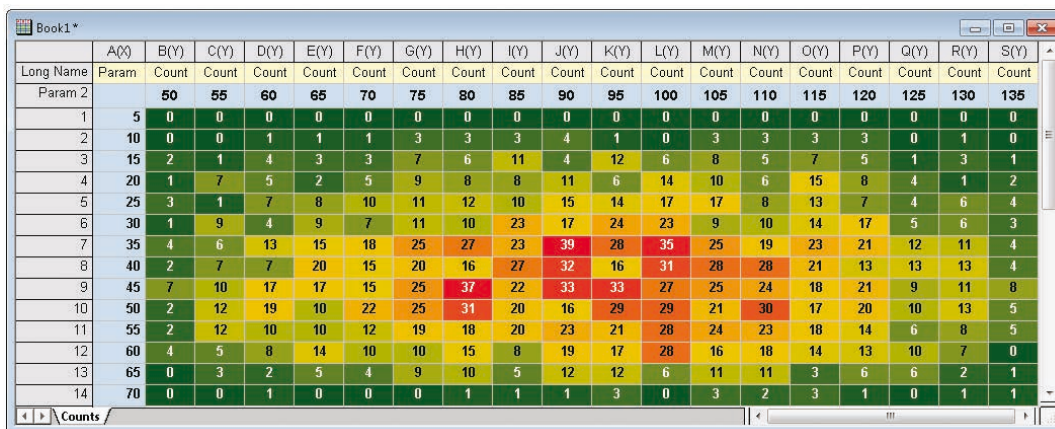 Book1*
A(X) B(Y) C(Y) D(Y) E(Y) F(Y) G(Y) H(Y) I(Y) J(Y) K(Y) L(Y) M(Y) N(Y) O(Y) P(Y) Q(Y) R(Y) S(Y)
Long Name Param Count Count Count Count Count Count Count Count Count Count Count Count Count Count Count Count Count Count
Param 2 50 55 60 65 70 75 80 85 90 95 100 105 110 115 120 125 130 135
1 5 0 0 0 0 0 0 0 0 0 0 0 0 0 0 0 0 0 0
2 10 0 0 1 1 1 3 3 3 4 1 0 3 3 3 3 0 1 0
3 15 2 1 4 3 3 7 6 11 4 12 6 8 5 7 5 1 3 1
4 20 1 7 5 2 5 9 8 8 11 6 14 10 6 15 8 4 1 2
5 25 3 1 7 8 10 11 12 10 15 14 17 17 8 13 7 4 6 4
6 30 1 9 4 9 7 11 10 23 17 24 23 9 10 14 17 5 6 3
7 35 4 6 13 15 18 25 27 23 39 28 35 25 19 23 21 12 11 4
8 40 2 7 7 20 15 20 16 27 32 16 31 28 28 21 13 13 13 4
9 45 7 10 17 17 15 25 37 22 33 33 27 25 24 18 21 9 11 8
10 50 2 12 19 10 22 25 31 20 16 29 29 21 30 17 20 10 13 5
11 55 2 12 10 10 12 19 18 20 23 21 28 24 23 18 14 6 8 5
12 60 4 5 8 14 10 10 15 8 19 17 28 16 18 14 13 10 7 0
13 65 0 3 2 5 4 9 10 5 12 12 6 11 11 3 6 6 2 1
14 70 0 0 1 0 0 0 1 1 1 3 0 3 2 3 1 0 1 1
Counts